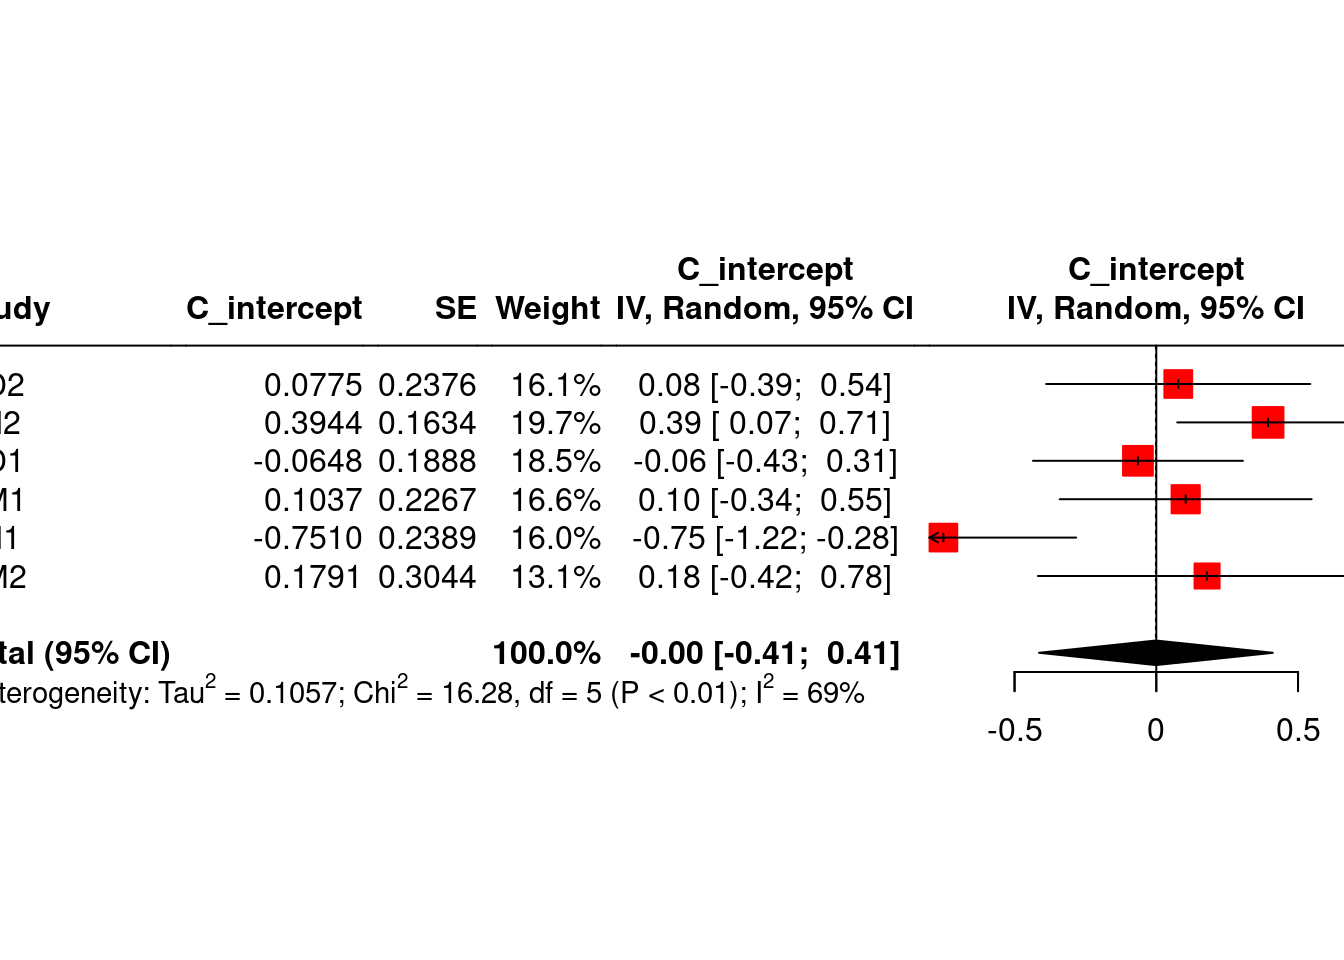 C_intercept C_intercept
udy C_intercept SE Weight IV, Random, 95% CI IV, Random, 95% CI
D2 0.0775 0.2376 16.1% 0.08 [-0.39; 0.54]
2 0.3944 0.1634 19.7% 0.39 [ 0.07; 0.71]
D1 -0.0648 0.1888 18.5% -0.06 [-0.43; 0.31]
M1 0.1037 0.2267 16.6% 0.10 [-0.34; 0.55]
1 -0.7510 0.2389 16.0% -0.75 [-1.22; -0.28]
M2 0.1791 0.3044 13.1% 0.18 [-0.42; 0.78]
tal (95% CI) 100.0% -0.00 [-0.41; 0.41]
terogeneity: Tau² = 0.1057; Chi² = 16.28, df = 5 (P < 0.01); I² = 69%
-0.5 0 0.5